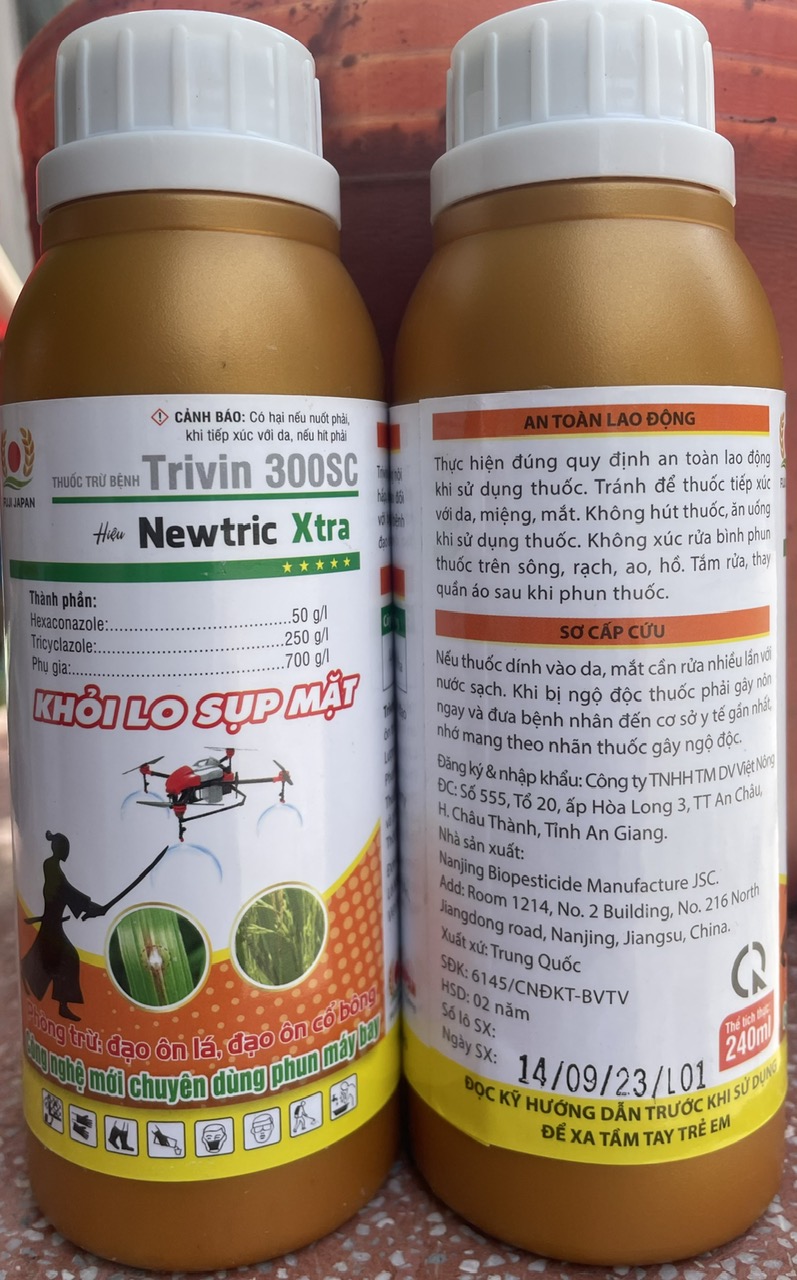 CẢNH BÁO: Có hại nếu nuốt phải,
khi tiếp xúc với da, nếu hít phải
FUJI JAPAN
THUỐC TRỪ BỆNH Trivin 300SC
Hiệu Newtric Xtra
Thành phần:
Hexaconazole:..............................50 g/l
Tricyclazole:..............................250 g/l
Phụ gia:..............................700 g/l
KHỎI LO SỤP MẶT
Phòng trừ: đạo ôn lá, đạo ôn cổ bông
Công nghệ mới chuyên dùng phun máy bay
AN TOÀN LAO ĐỘNG
Thực hiện đúng quy định an toàn lao động
khi sử dụng thuốc. Tránh để thuốc tiếp xúc
với da, miệng, mắt. Không hút thuốc, ăn uống
khi sử dụng thuốc. Không xúc rửa bình phun
thuốc trên sông, rạch, ao, hồ. Tắm rửa, thay
quần áo sau khi phun thuốc.
SƠ CẤP CỨU
Nếu thuốc dính vào da, mắt cần rửa nhiều lần với
nước sạch. Khi bị ngộ độc thuốc phải gây nôn
ngay và đưa bệnh nhân đến cơ sở y tế gần nhất,
nhớ mang theo nhãn thuốc gây ngộ độc.
Đăng ký & nhập khẩu: Công ty TNHH TM DV Việt Nông
ĐC: Số 555, Tổ 20, ấp Hòa Long 3, TT An Châu,
H. Châu Thành, Tỉnh An Giang.
Nhà sản xuất:
Nanjing Biopesticide Manufacture JSC.
Add: Room 1214, No. 2 Building, No. 216 North
Jiangdong road, Nanjing, Jiangsu, China.
Xuất xứ: Trung Quốc
SĐK: 6145/CNĐKT-BVTV
HSD: 02 năm
Số lô SX:
Ngày SX: 14/09/23/L01
Thể tích thực:
240ml
ĐỌC KỸ HƯỚNG DẪN TRƯỚC KHI SỬ DỤNG
ĐỂ XA TẦM TAY TRẺ EM